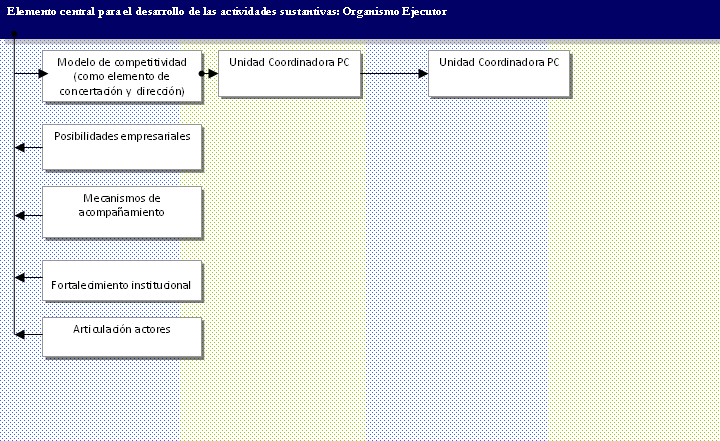 Elemento central para el desarrollo de las actividades sustantivas: Organismo Ejecutor
Modelo de competitividad
(como elemento de
concertación y dirección)
Unidad Coordinadora PC
Unidad Coordinadora PC
Posibilidades empresariales
Mecanismos de
acompañamiento
Fortalecimiento institucional
Articulación actores